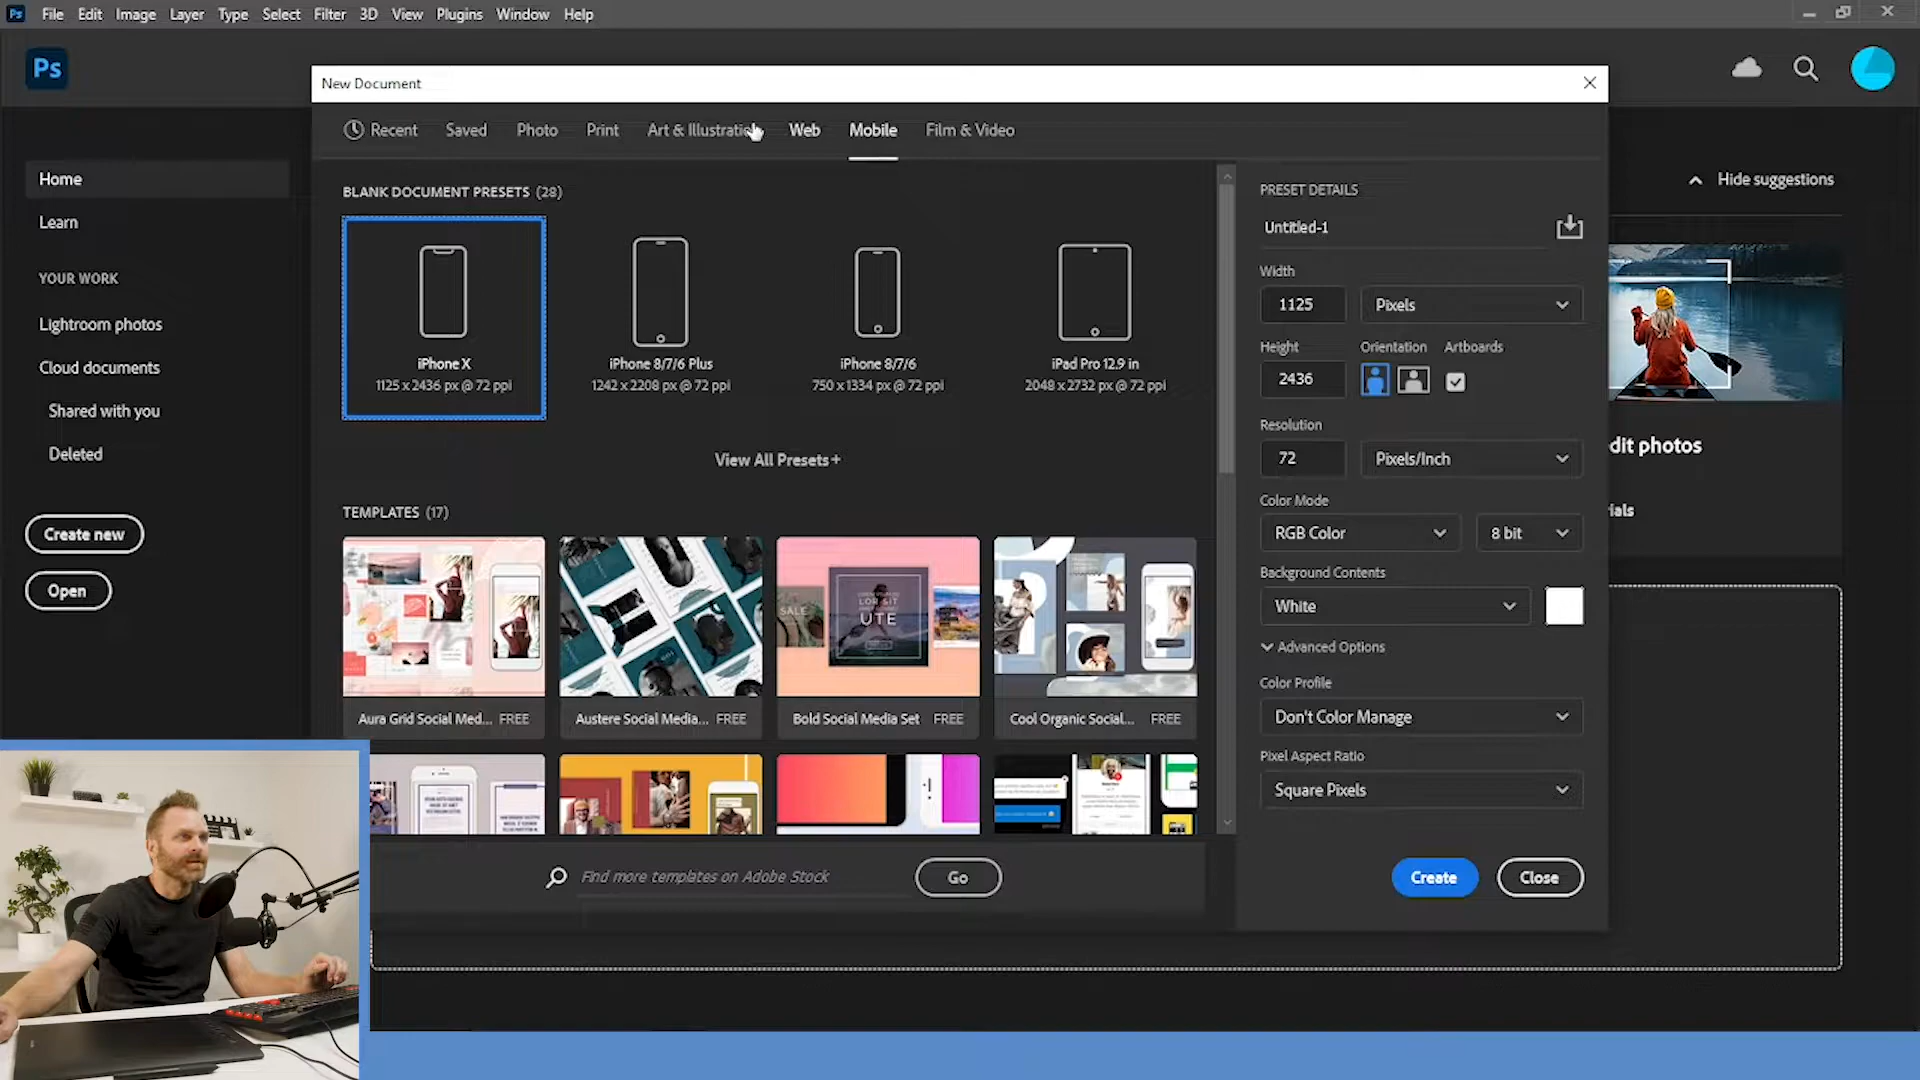 Ps File Edit Image Layer Type Select Filter 3D View Plugins Window Help
Ps
New Document
Recent Saved Photo Print Art & Illustration Web Mobile Film & Video
Home
Learn
YOUR WORK
Lightroom photos
Cloud documents
Shared with you
Deleted
Create new
Open
BLANK DOCUMENT PRESETS (28)
iPhone X
1125 x 2436 px @ 72 ppi
iPhone 8/7/6 Plus
1242 x 2208 px @ 72 ppi
iPhone 8/7/6
750 x 1334 px @ 72 ppi
iPad Pro 12.9 in
2048 x 2732 px @ 72 ppi
View All Presets+
TEMPLATES (17)
SALE
LOR SIT
UTE
Aura Grid Social Med... FREE
Austere Social Media... FREE
Bold Social Media Set FREE
Cool Organic Social... FREE
Find more templates on Adobe Stock
Go
PRESET DETAILS
Untitled-1
Width
1125 Pixels
Height Orientation Artboards
2436
Resolution
72 Pixels/Inch
Color Mode
RGB Color 8 bit
Background Contents
White
Advanced Options
Color Profile
Don't Color Manage
Pixel Aspect Ratio
Square Pixels
Create Close
Hide suggestions
dit photos
ials